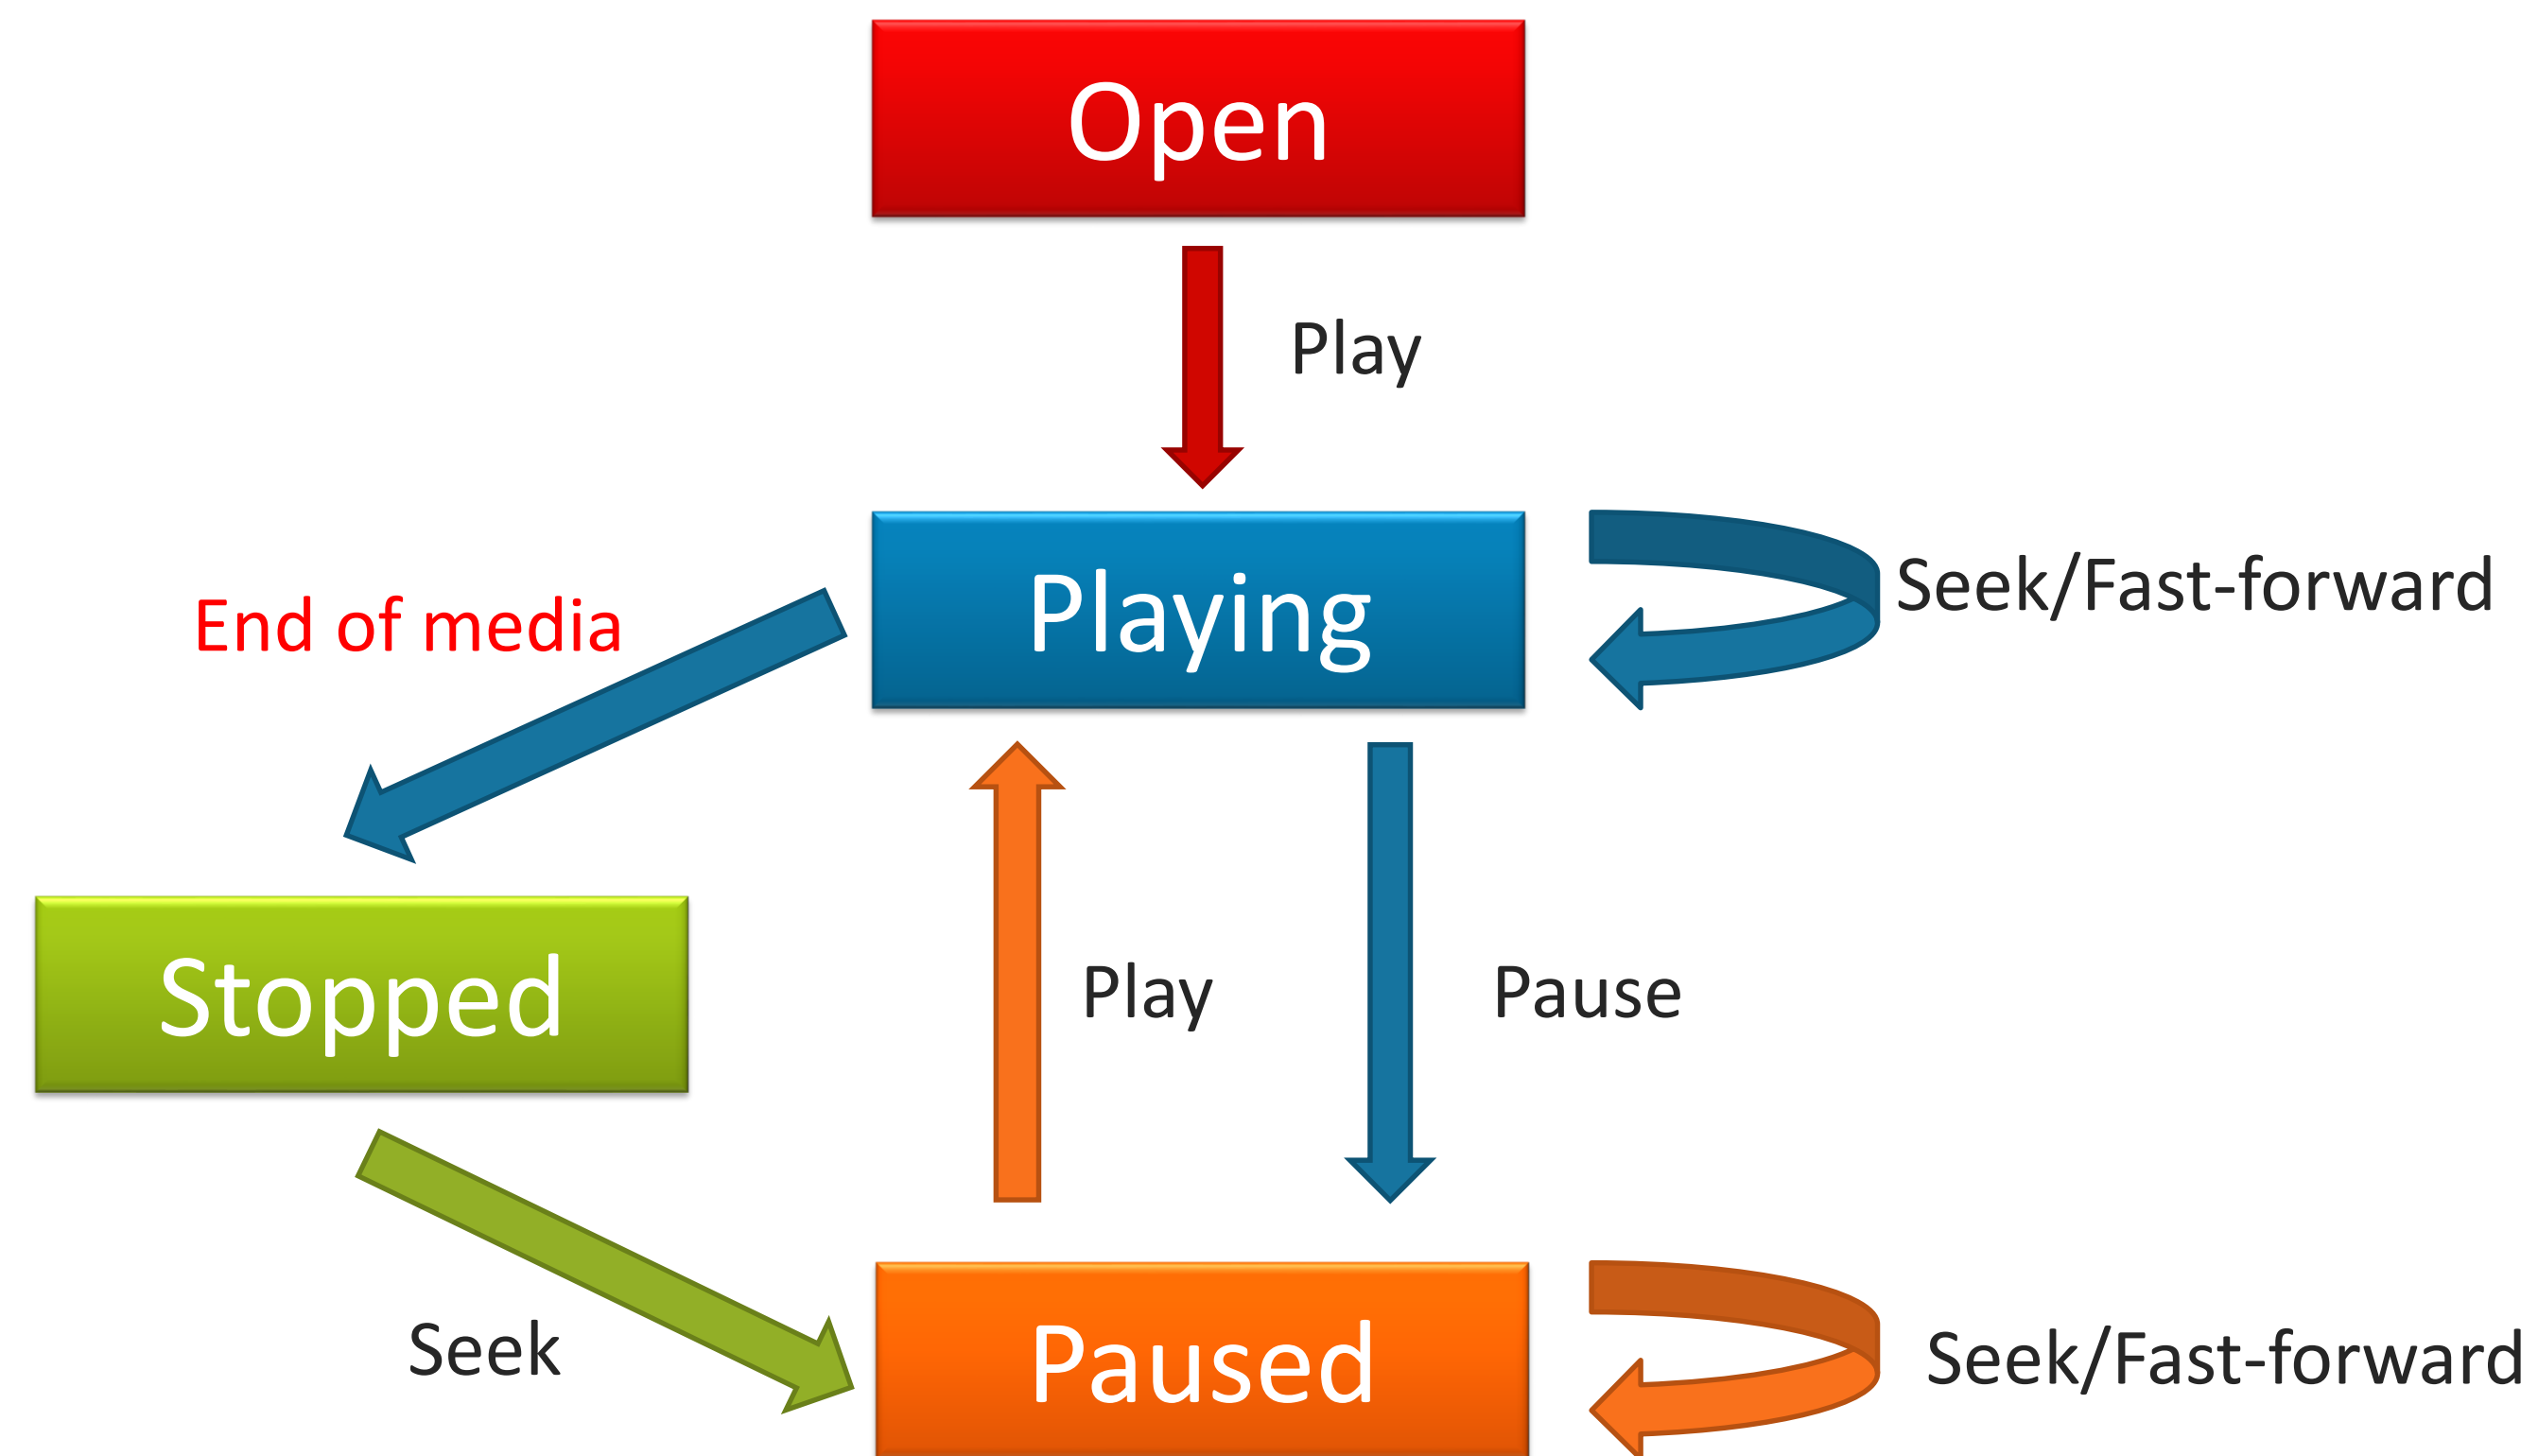 Open
Play
Playing
Seek/Fast-forward
End of media
Stopped
Play
Pause
Seek
Paused
Seek/Fast-forward